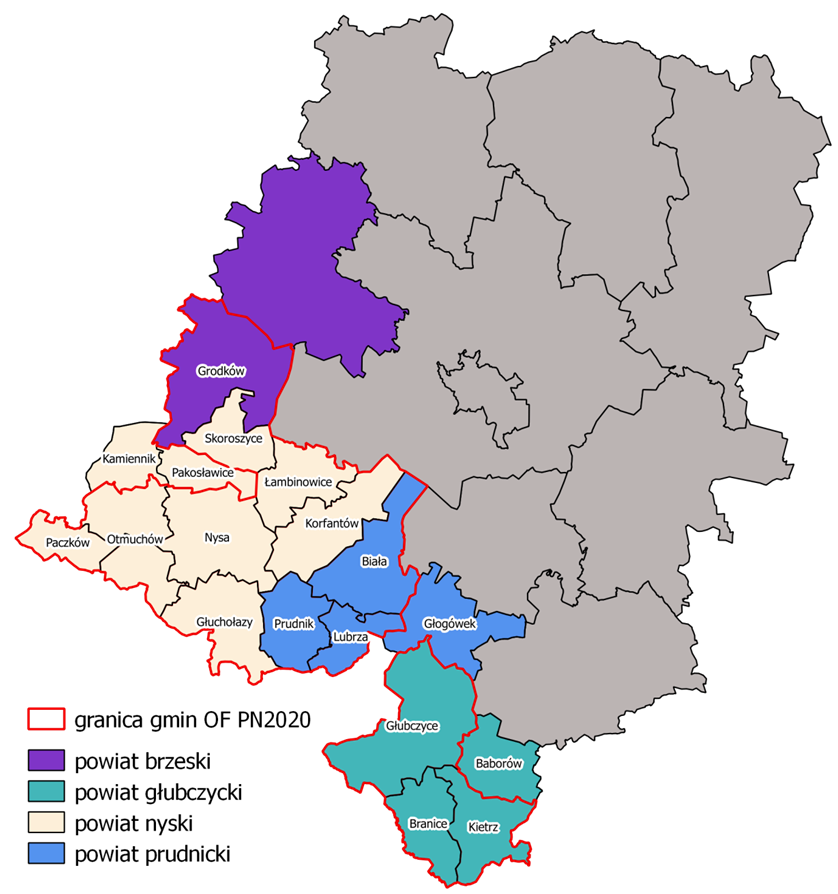 Grodków
Skoroszyce
Kamiennik
Pakosławice
Łambinowice
Korfantów
Paczków
Otmuchów
Nysa
Biała
Głuchołazy
Prudnik
Lubrza
Głogówek
granica gmin OF PN2020
Głubczyce
powiat brzeski
Baborów
powiat głubczycki
powiat nyski
Branice
Kietrz
powiat prudnicki